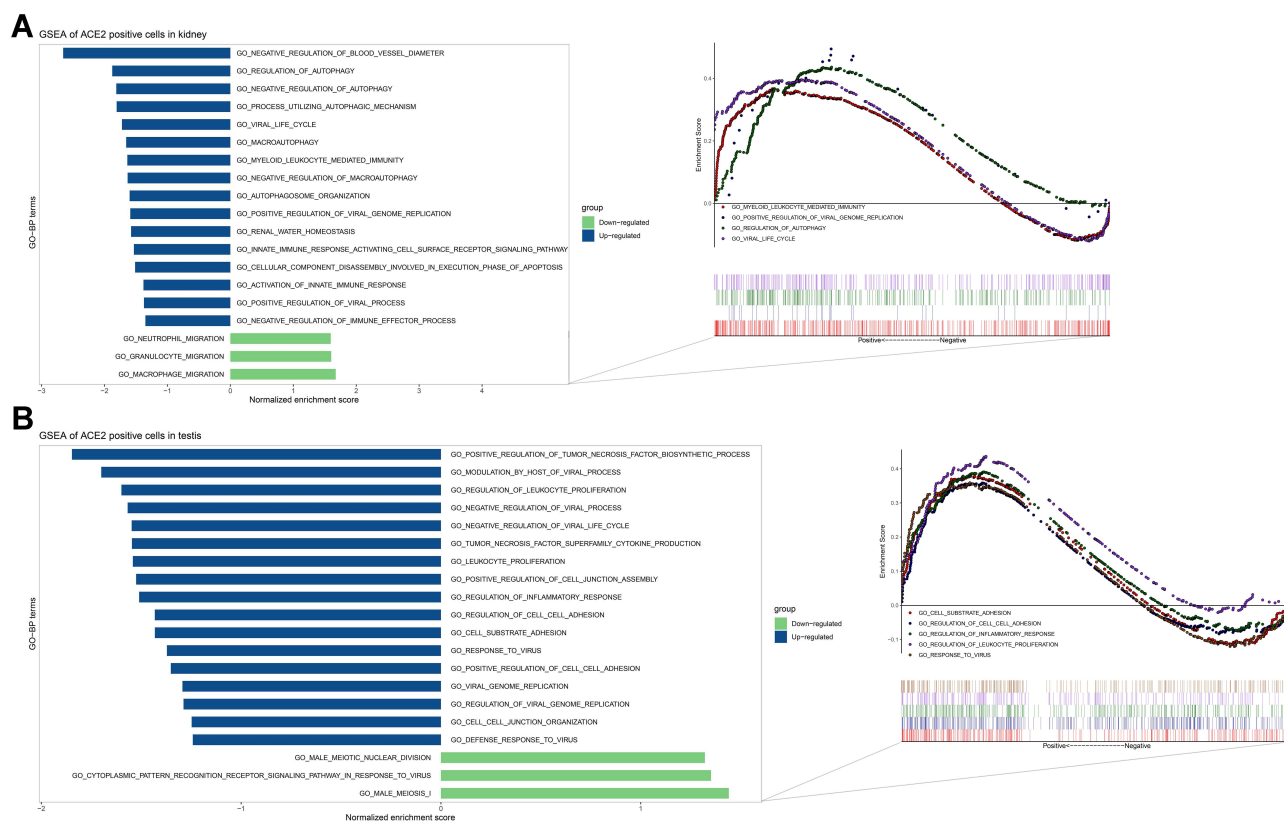 A
GSEA of ACE2 positive cells in kidney
GO_NEGATIVE_REGULATION_OF_BLOOD_VESSEL_DIAMETER
GO_REGULATION_OF_AUTOPHAGY
GO_NEGATIVE_REGULATION_OF_AUTOPHAGY
GO_PROCESS_UTILIZING_AUTOPHAGIC_MECHANISM
GO_VIRAL_LIFE_CYCLE
GO_MACROAUTOPHAGY
GO_MYELOID_LEUKOCYTE_MEDIATED_IMMUNITY
GO_NEGATIVE_REGULATION_OF_MACROAUTOPHAGY
GO_AUTOPHAGOSOME_ORGANIZATION
GO_POSITIVE_REGULATION_OF_VIRAL_GENOME_REPLICATION
GO_RENAL_WATER_HOMEOSTASIS
GO_INNATE_IMMUNE_RESPONSE_ACTIVATING_CELL_SURFACE_RECEPTOR_SIGNALING_PATHWAY
GO_CELLULAR_COMPONENT_DISASSEMBLY_INVOLVED_IN_EXECUTION_PHASE_OF_APOPTOSIS
GO_ACTIVATION_OF_INNATE_IMMUNE_RESPONSE
GO_POSITIVE_REGULATION_OF_VIRAL_PROCESS
GO_NEGATIVE_REGULATION_OF_IMMUNE_EFFECTOR_PROCESS
GO_NEUTROPHIL_MIGRATION
GO_GRANULOCYTE_MIGRATION
GO_MACROPHAGE_MIGRATION
GO−BP terms
−3 −2 −1 0 1 2 3 4
Normalized enrichment score
group
Down−regulated
Up−regulated
Enrichment Score
0.4
0.2
0.0
GO_MYELOID_LEUKOCYTE_MEDIATED_IMMUNITY
GO_POSITIVE_REGULATION_OF_VIRAL_GENOME_REPLICATION
GO_REGULATION_OF_AUTOPHAGY
GO_VIRAL_LIFE_CYCLE
Positive<−−−−−−−−−−−Negative
B
GSEA of ACE2 positive cells in testis
GO_POSITIVE_REGULATION_OF_TUMOR_NECROSIS_FACTOR_BIOSYNTHETIC_PROCESS
GO_MODULATION_BY_HOST_OF_VIRAL_PROCESS
GO_REGULATION_OF_LEUKOCYTE_PROLIFERATION
GO_NEGATIVE_REGULATION_OF_VIRAL_PROCESS
GO_NEGATIVE_REGULATION_OF_VIRAL_LIFE_CYCLE
GO_TUMOR_NECROSIS_FACTOR_SUPERFAMILY_CYTOKINE_PRODUCTION
GO_LEUKOCYTE_PROLIFERATION
GO_POSITIVE_REGULATION_OF_CELL_JUNCTION_ASSEMBLY
GO_REGULATION_OF_INFLAMMATORY_RESPONSE
GO_REGULATION_OF_CELL_CELL_ADHESION
GO_CELL_SUBSTRATE_ADHESION
GO_RESPONSE_TO_VIRUS
GO_POSITIVE_REGULATION_OF_CELL_CELL_ADHESION
GO_VIRAL_GENOME_REPLICATION
GO_REGULATION_OF_VIRAL_GENOME_REPLICATION
GO_CELL_CELL_JUNCTION_ORGANIZATION
GO_DEFENSE_RESPONSE_TO_VIRUS
GO_MALE_MEIOTIC_NUCLEAR_DIVISION
GO_CYTOPLASMIC_PATTERN_RECOGNITION_RECEPTOR_SIGNALING_PATHWAY_IN_RESPONSE_TO_VIRUS
GO_MALE_MEIOSIS_I
GO−BP terms
−2 −1 0 1
Normalized enrichment score
group
Down−regulated
Up−regulated
Enrichment Score
0.4
0.3
0.2
0.1
0.0
−0.1
GO_CELL_SUBSTRATE_ADHESION
GO_REGULATION_OF_CELL_CELL_ADHESION
GO_REGULATION_OF_INFLAMMATORY_RESPONSE
GO_REGULATION_OF_LEUKOCYTE_PROLIFERATION
GO_RESPONSE_TO_VIRUS
Positive<−−−−−−−−−−−Negative